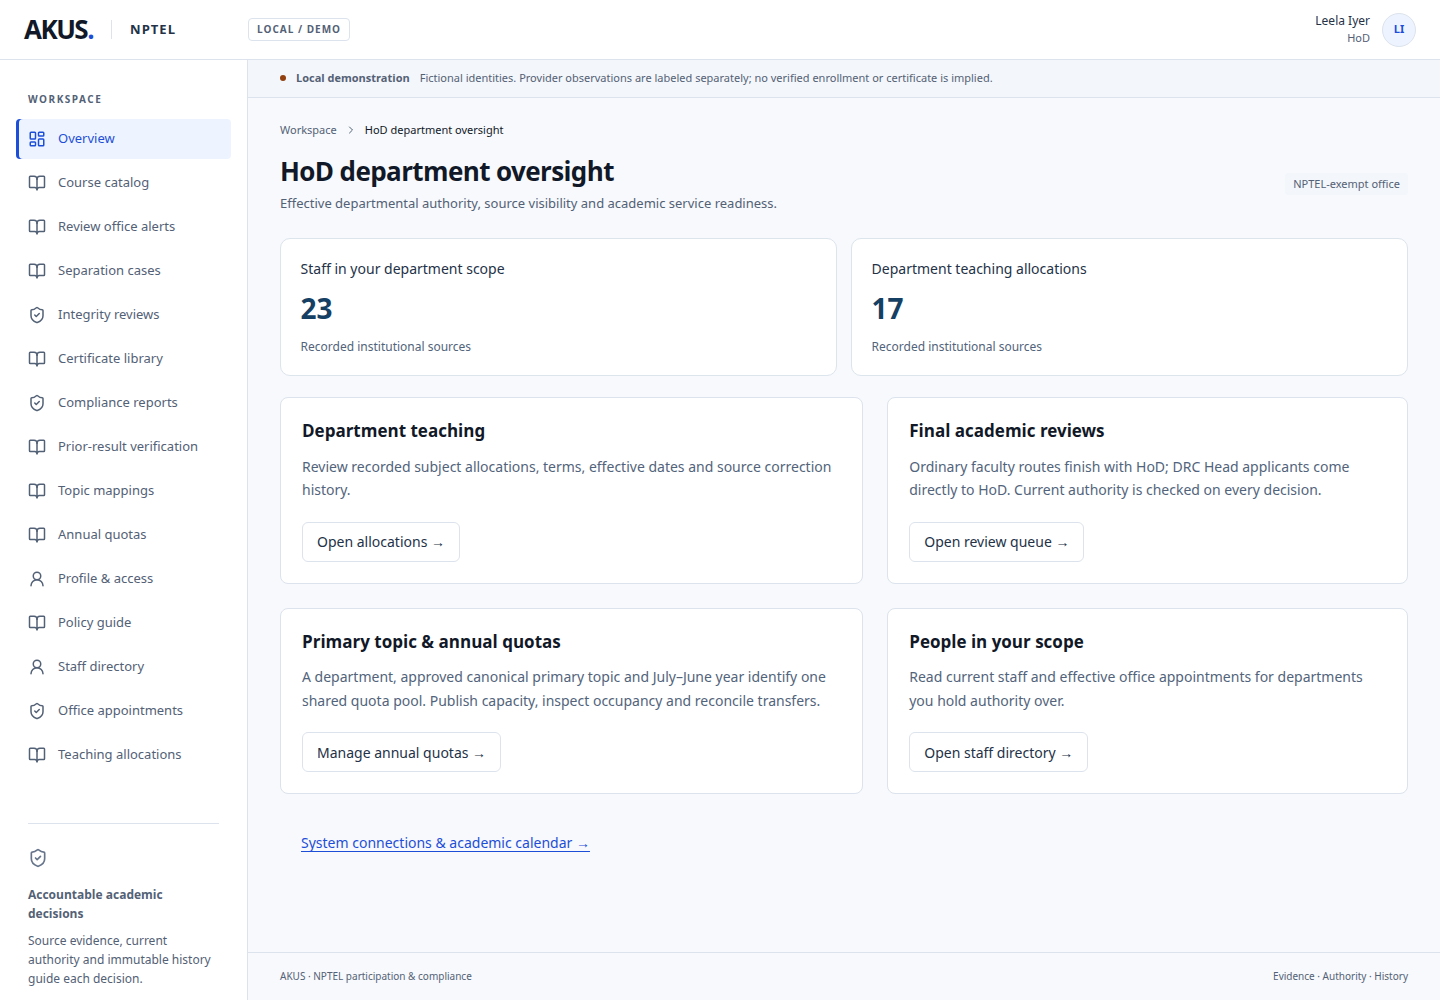 AKUS.
NPTEL
LOCAL / DEMO
Leela Iyer
HoD
LI
WORKSPACE
Overview
Course catalog
Review office alerts
Separation cases
Integrity reviews
Certificate library
Compliance reports
Prior-result verification
Topic mappings
Annual quotas
Profile & access
Policy guide
Staff directory
Office appointments
Teaching allocations
Accountable academic
decisions
Source evidence, current
authority and immutable history
guide each decision.
Local demonstration Fictional identities. Provider observations are labeled separately; no verified enrollment or certificate is implied.
Workspace > HoD department oversight
HoD department oversight
Effective departmental authority, source visibility and academic service readiness.
NPTEL-exempt office
Staff in your department scope
23
Recorded institutional sources
Department teaching allocations
17
Recorded institutional sources
Department teaching
Review recorded subject allocations, terms, effective dates and source correction
history.
Open allocations →
Final academic reviews
Ordinary faculty routes finish with HoD; DRC Head applicants come
directly to HoD. Current authority is checked on every decision.
Open review queue →
Primary topic & annual quotas
A department, approved canonical primary topic and July–June year identify one
shared quota pool. Publish capacity, inspect occupancy and reconcile transfers.
Manage annual quotas →
People in your scope
Read current staff and effective office appointments for departments
you hold authority over.
Open staff directory →
System connections & academic calendar →
AKUS · NPTEL participation & compliance
Evidence · Authority · History